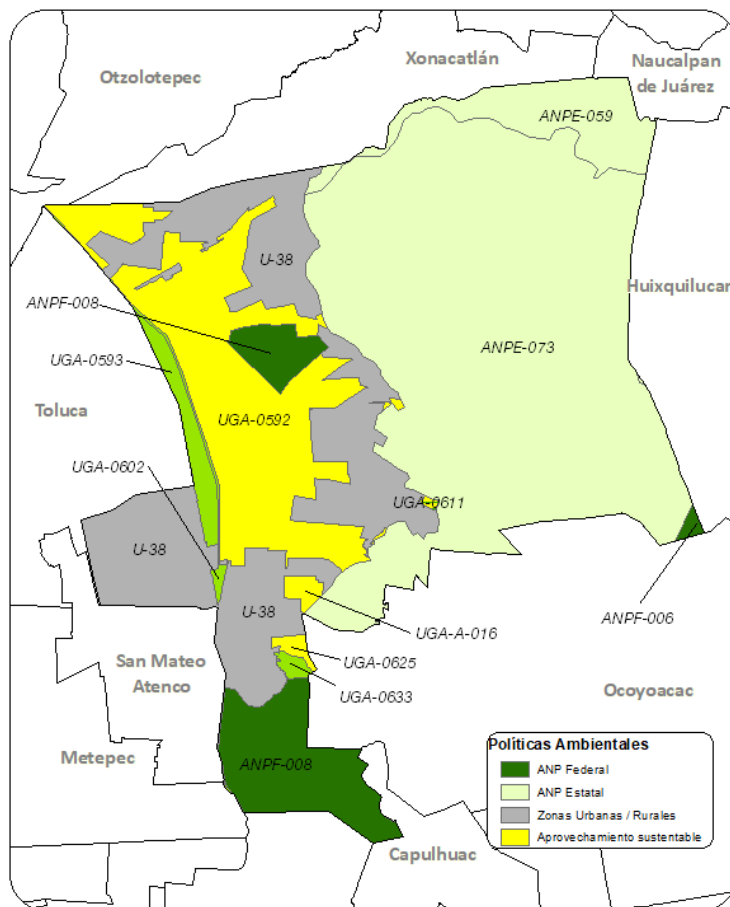 Xonacatlán
Naucalpan
de Juárez
Otzolotepec
ANPE-059
U-38
Huixquilucan
ANPF-008
ANPE-073
UGA-0593
Toluca
UGA-0592
UGA-0602
UGA-0611
U-38
U-38
ANPF-006
UGA-A-016
San Mateo
Atenco
UGA-0625
UGA-0633
Ocoyoacac
Metepec
ANPF-008
Políticas Ambientales
ANP Federal
ANP Estatal
Zonas Urbanas / Rurales
Aprovechamiento sustentable
Capulhuac